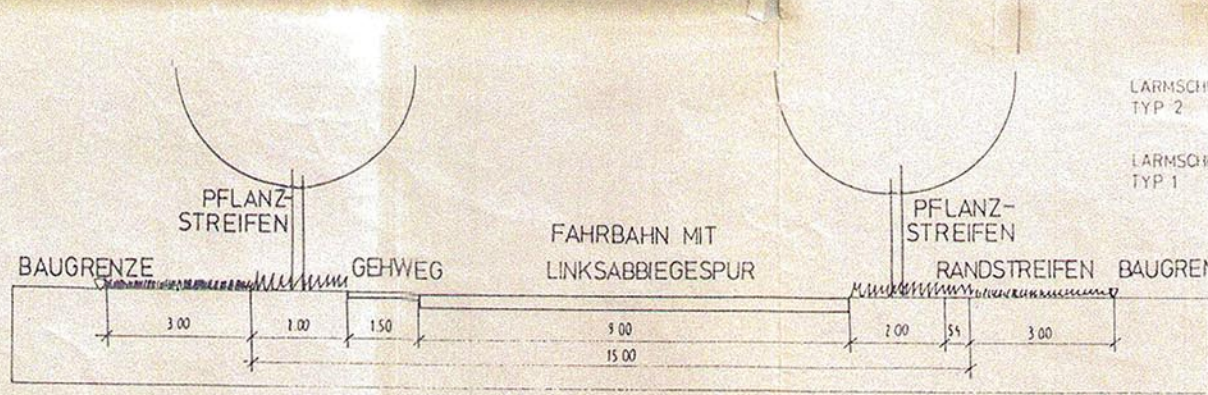 LÄRMSCH
TYP 2
LÄRMSCH
TYP 1
PFLANZ-
STREIFEN
PFLANZ-
STREIFEN
FAHRBAHN MIT
LINKSABBIEGESPUR
BAUGRENZE
GEHWEG
RANDSTREIFEN
BAUGREN
3.00 2.00 1.50 9.00 2.00 3.00
15.00